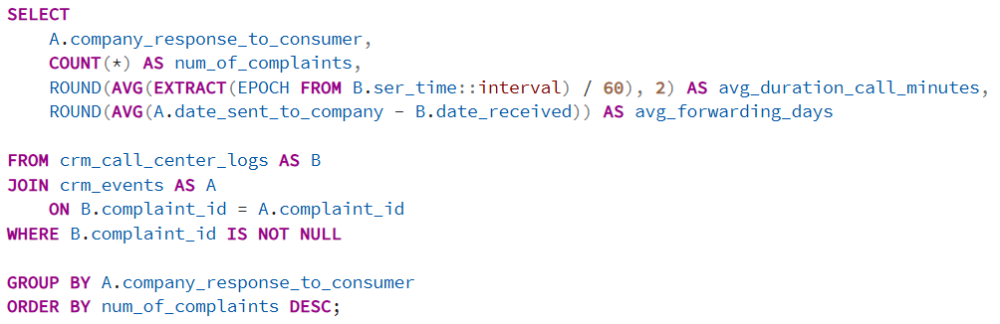 SELECT
    A.company_response_to_consumer,
    COUNT(*) AS num_of_complaints,
    ROUND(AVG(EXTRACT(EPOCH FROM B.ser_time::interval) / 60), 2) AS avg_duration_call_minutes,
    ROUND(AVG(A.date_sent_to_company - B.date_received)) AS avg_forwarding_days

FROM crm_call_center_logs AS B
JOIN crm_events AS A
    ON B.complaint_id = A.complaint_id
WHERE B.complaint_id IS NOT NULL

GROUP BY A.company_response_to_consumer
ORDER BY num_of_complaints DESC;